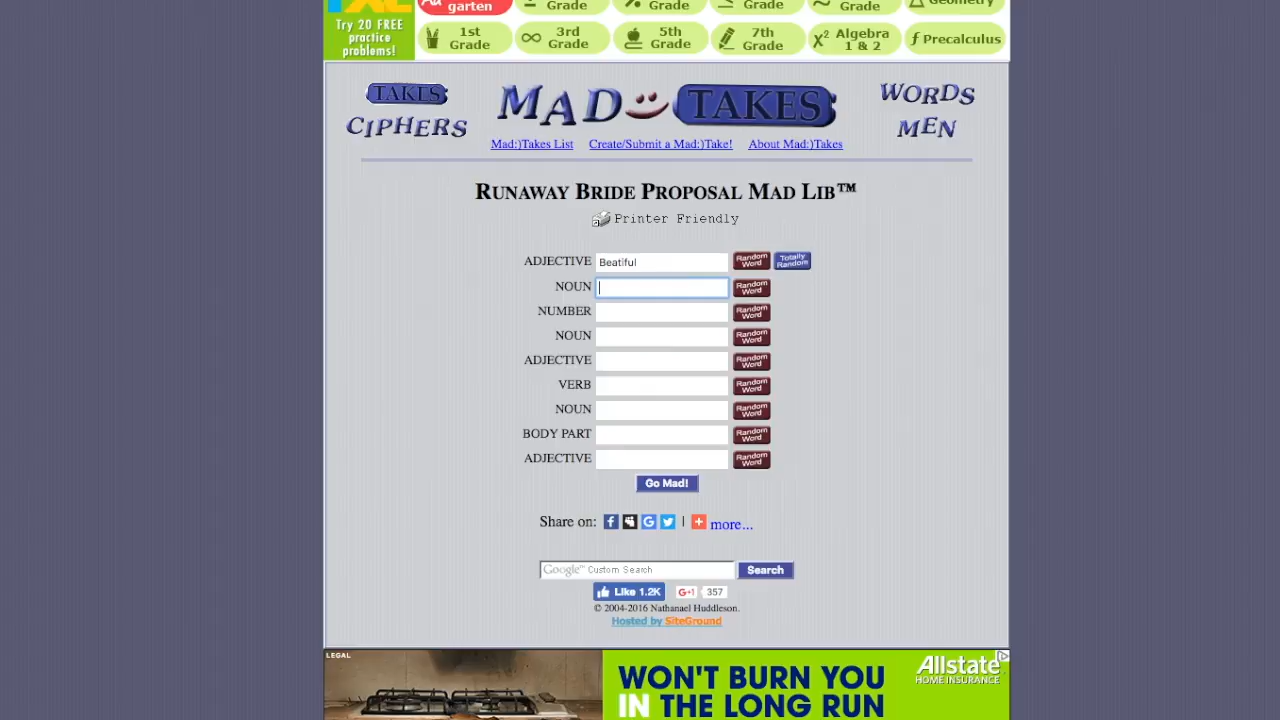 garten
Grade
Grade
Grade
Grade
Geometry
Try 20 FREE
practice
problems!
1st
Grade
3rd
Grade
5th
Grade
7th
Grade
Algebra
1 & 2
Precalculus
TAKES
CIPHERS
MAD TAKES
WORDS
MEN
Mad:)Takes List Create/Submit a Mad:)Take! About Mad:)Takes
RUNAWAY BRIDE PROPOSAL MAD LIB™
Printer Friendly
ADJECTIVE Beatiful Random Word Totally Random
NOUN Random Word
NUMBER Random Word
NOUN Random Word
ADJECTIVE Random Word
VERB Random Word
NOUN Random Word
BODY PART Random Word
ADJECTIVE Random Word
Go Mad!
Share on: | more...
Google™ Custom Search Search
Like 1.2K G+1 357
© 2004-2016 Nathanael Huddleson.
Hosted by SiteGround
LEGAL
WON'T BURN YOU
IN THE LONG RUN
Allstate
HOME INSURANCE